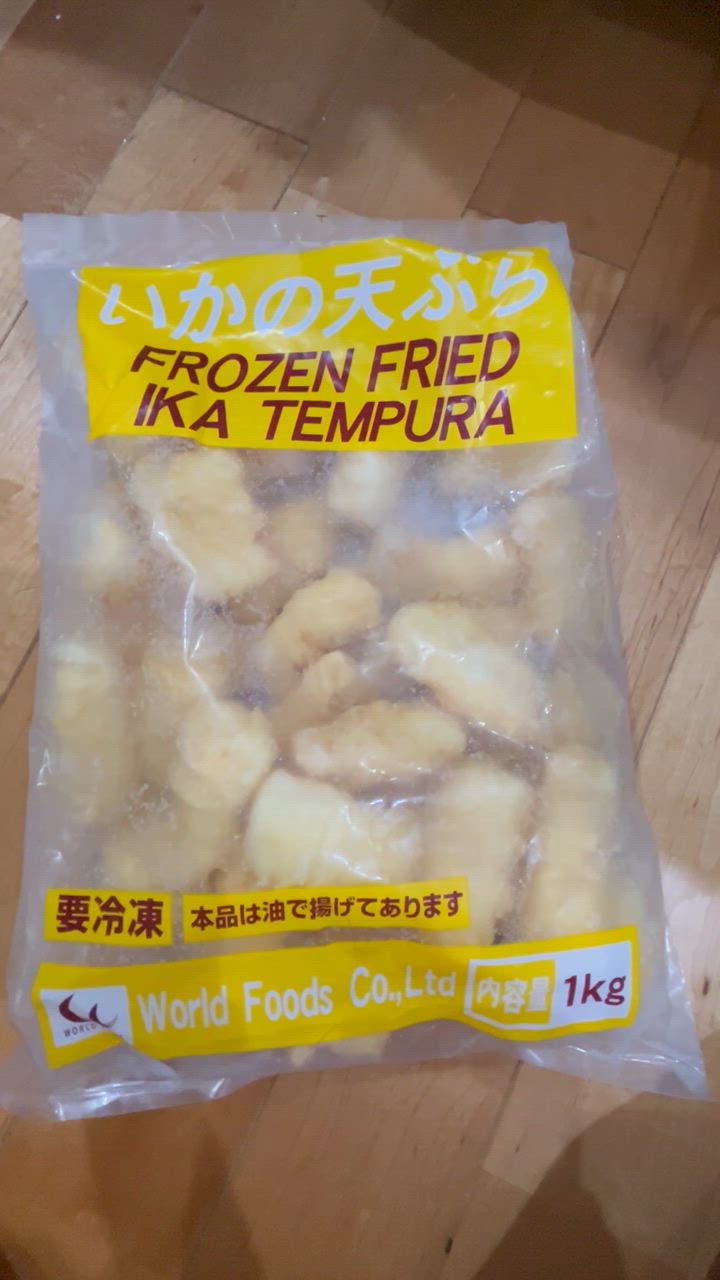 いかの天ぷら
FROZEN FRIED
IKA TEMPURA
要冷凍
本品は油で揚げてあります
WORLD
World Foods Co.,Ltd
内容量 1kg